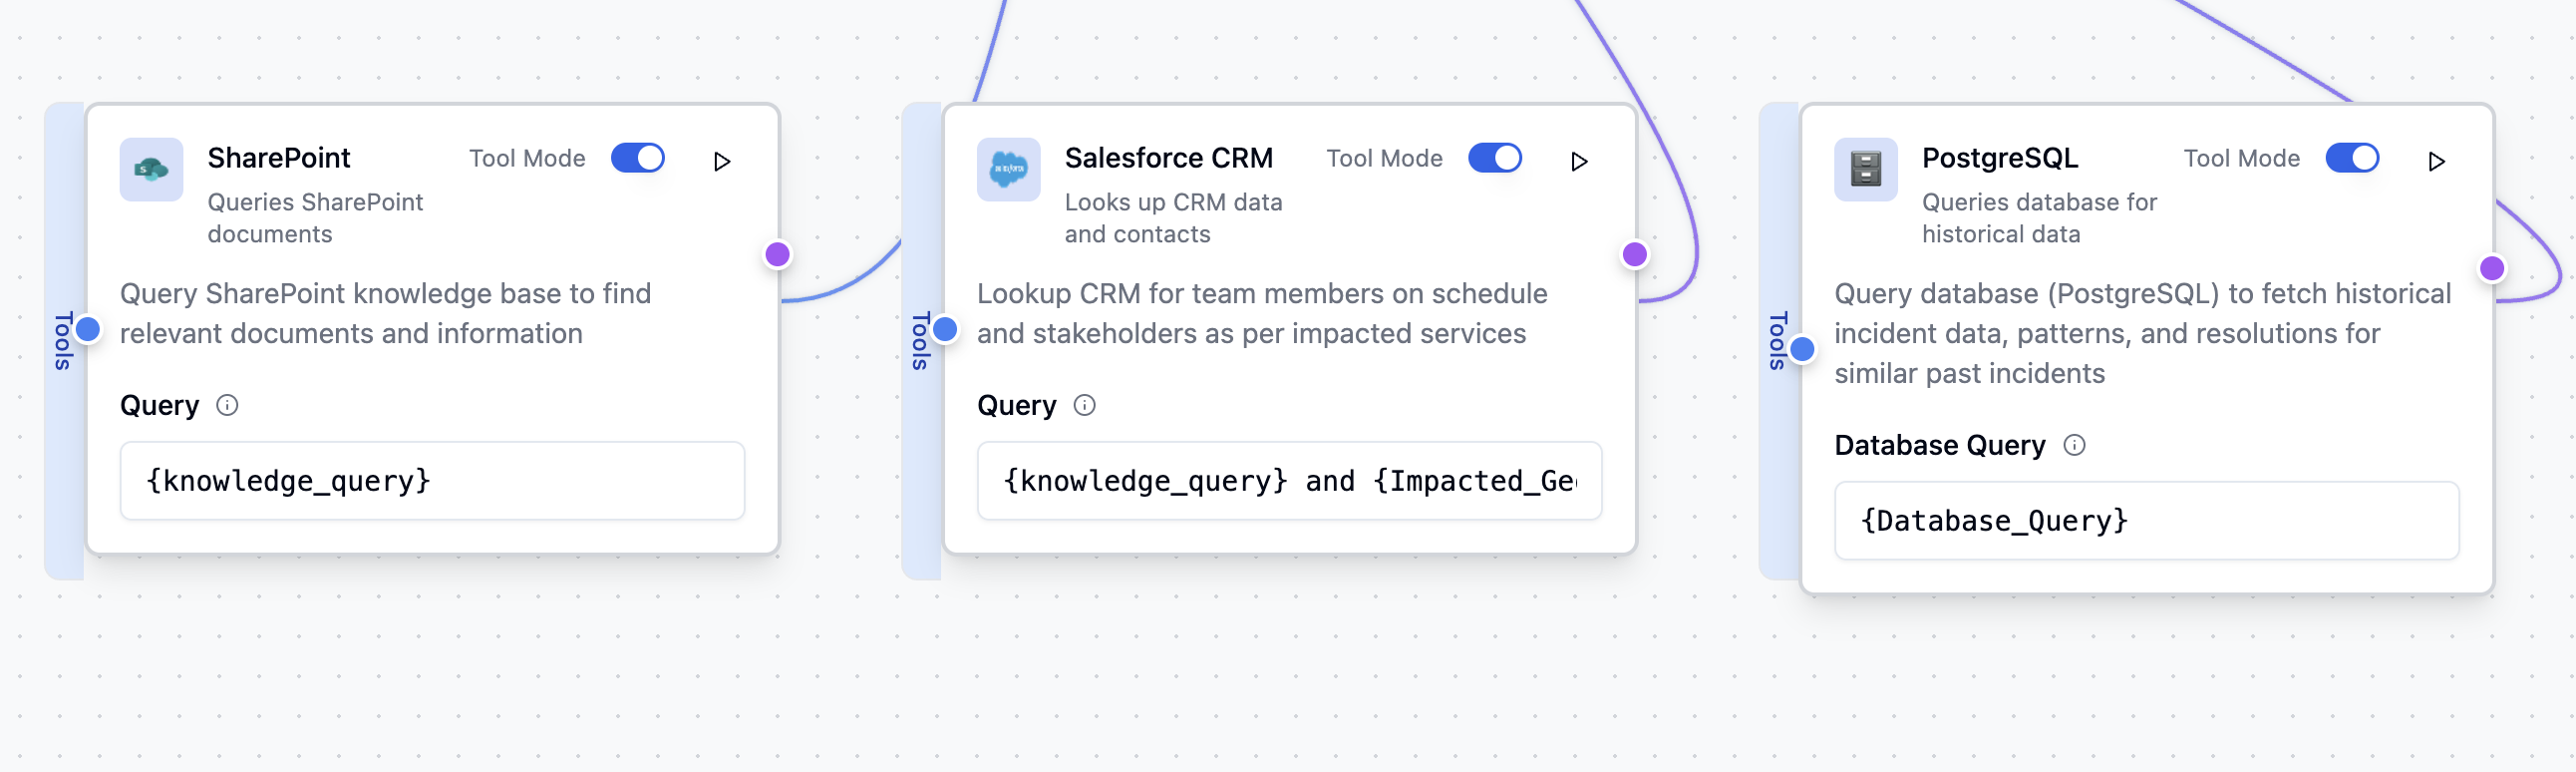 Tools
SharePoint
Tool Mode
Queries SharePoint
documents
Query SharePoint knowledge base to find
relevant documents and information
Query
{knowledge_query}
Tools
Salesforce CRM
Tool Mode
Looks up CRM data
and contacts
Lookup CRM for team members on schedule
and stakeholders as per impacted services
Query
{knowledge_query} and {Impacted_Ge
Tools
PostgreSQL
Tool Mode
Queries database for
historical data
Query database (PostgreSQL) to fetch historical
incident data, patterns, and resolutions for
similar past incidents
Database Query
{Database_Query}